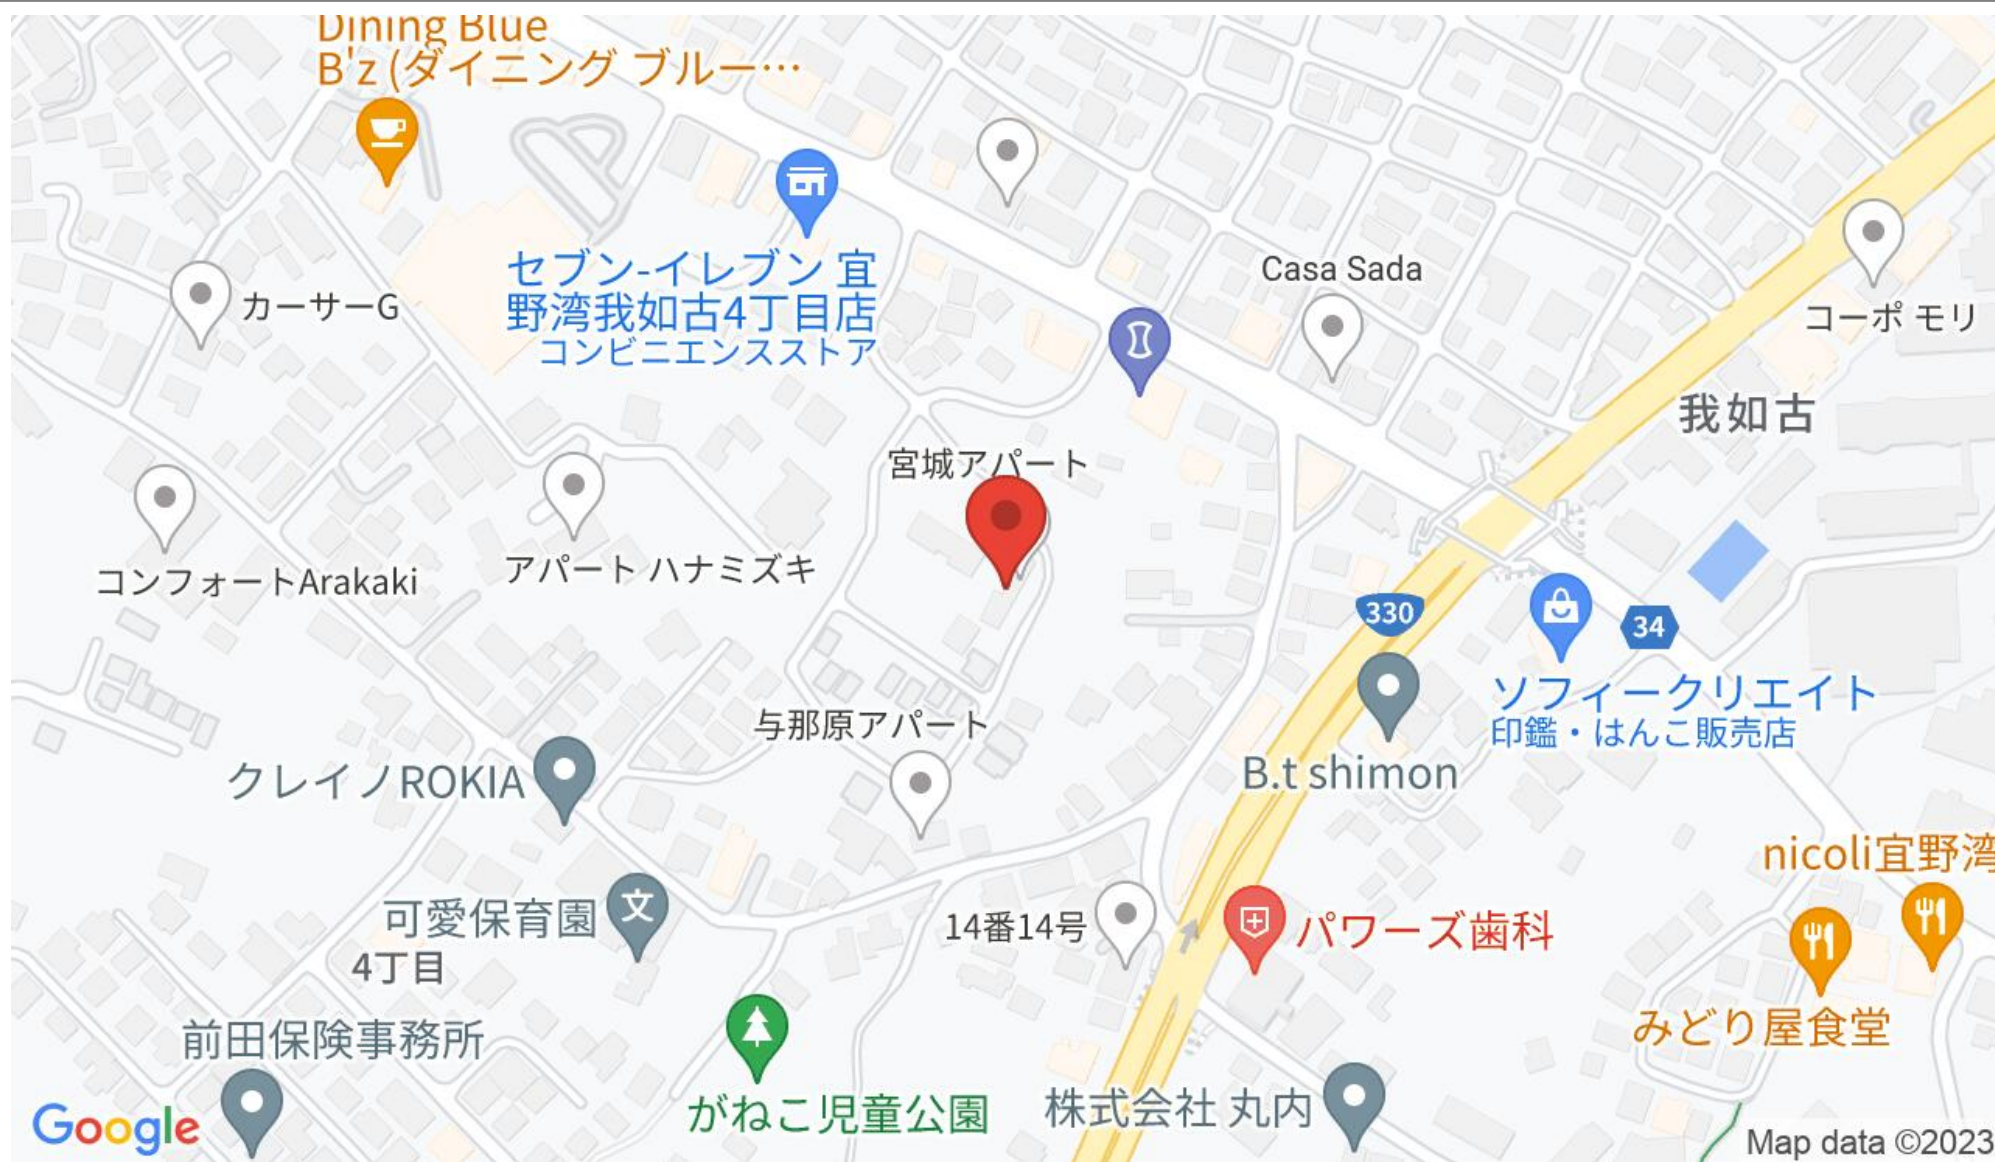 Dining Blue
B'z (ダイニング ブルー…
セブン-イレブン 宜
野湾我如古4丁目店
コンビニエンスストア
Casa Sada
カーサーG
コーポ モリ
我如古
宮城アパート
コンフォートArakaki
アパート ハナミズキ
330
34
ソフィークリエイト
印鑑・はんこ販売店
与那原アパート
クレイノROKIA
B.t shimon
nicoli宜野湾
可愛保育園
文
4丁目
14番14号
パワーズ歯科
みどり屋食堂
前田保険事務所
がねこ児童公園
株式会社 丸内
Google
Map data ©2023